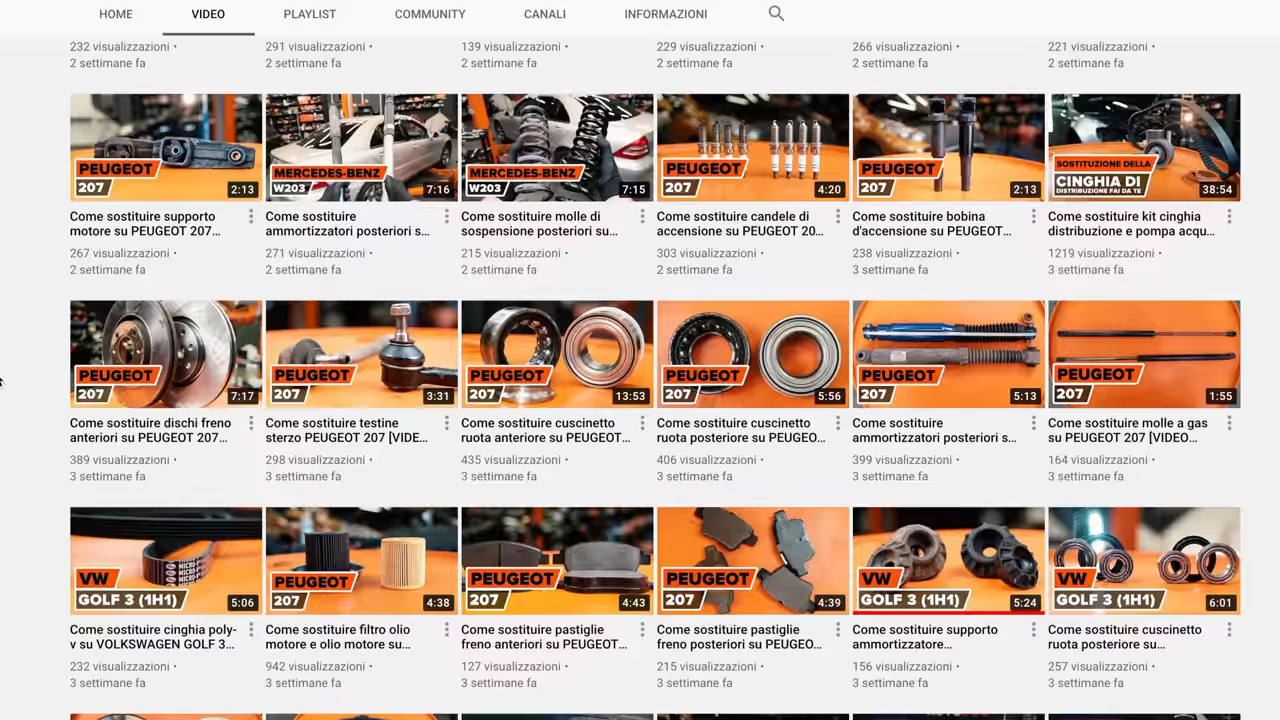 HOME VIDEO PLAYLIST COMMUNITY CANALI INFORMAZIONI
232 visualizzazioni • 291 visualizzazioni • 139 visualizzazioni • 229 visualizzazioni • 266 visualizzazioni • 221 visualizzazioni •
2 settimane fa 2 settimane fa 2 settimane fa 2 settimane fa 2 settimane fa 2 settimane fa
PEUGEOT
207 2:13
MERCEDES-BENZ
W203 7:16
MERCEDES-BENZ
W203 7:15
PEUGEOT
207 4:20
PEUGEOT
207 2:13
SOSTITUZIONE DELLA
CINGHIA DI
DISTRIBUZIONE FAI DA TE 38:54
Come sostituire supporto
motore su PEUGEOT 207...
267 visualizzazioni •
2 settimane fa
Come sostituire
ammortizzatori posteriori s...
271 visualizzazioni •
2 settimane fa
Come sostituire molle di
sospensione posteriori su...
215 visualizzazioni •
2 settimane fa
Come sostituire candele di
accensione su PEUGEOT 20...
303 visualizzazioni •
2 settimane fa
Come sostituire bobina
d'accensione su PEUGEOT...
238 visualizzazioni •
3 settimane fa
Come sostituire kit cinghia
distribuzione e pompa acqu...
1219 visualizzazioni •
3 settimane fa
PEUGEOT
207 7:17
PEUGEOT
207 3:31
PEUGEOT
207 13:53
PEUGEOT
207 5:56
PEUGEOT
207 5:13
PEUGEOT
207 1:55
Come sostituire dischi freno
anteriori su PEUGEOT 207...
389 visualizzazioni •
3 settimane fa
Come sostituire testine
sterzo PEUGEOT 207 [VIDE...
298 visualizzazioni •
3 settimane fa
Come sostituire cuscinetto
ruota anteriore su PEUGEOT...
435 visualizzazioni •
3 settimane fa
Come sostituire cuscinetto
ruota posteriore su PEUGEO...
406 visualizzazioni •
3 settimane fa
Come sostituire
ammortizzatori posteriori s...
399 visualizzazioni •
3 settimane fa
Come sostituire molle a gas
su PEUGEOT 207 [VIDEO...
164 visualizzazioni •
3 settimane fa
VW
GOLF 3 (1H1) 5:06
PEUGEOT
207 4:38
PEUGEOT
207 4:43
PEUGEOT
207 4:39
VW
GOLF 3 (1H1) 5:24
VW
GOLF 3 (1H1) 6:01
Come sostituire cinghia poly-
v su VOLKSWAGEN GOLF 3...
232 visualizzazioni •
3 settimane fa
Come sostituire filtro olio
motore e olio motore su...
942 visualizzazioni •
3 settimane fa
Come sostituire pastiglie
freno anteriori su PEUGEOT...
127 visualizzazioni •
3 settimane fa
Come sostituire pastiglie
freno posteriori su PEUGEO...
215 visualizzazioni •
3 settimane fa
Come sostituire supporto
ammortizzatore...
156 visualizzazioni •
3 settimane fa
Come sostituire cuscinetto
ruota posteriore su...
257 visualizzazioni •
3 settimane fa